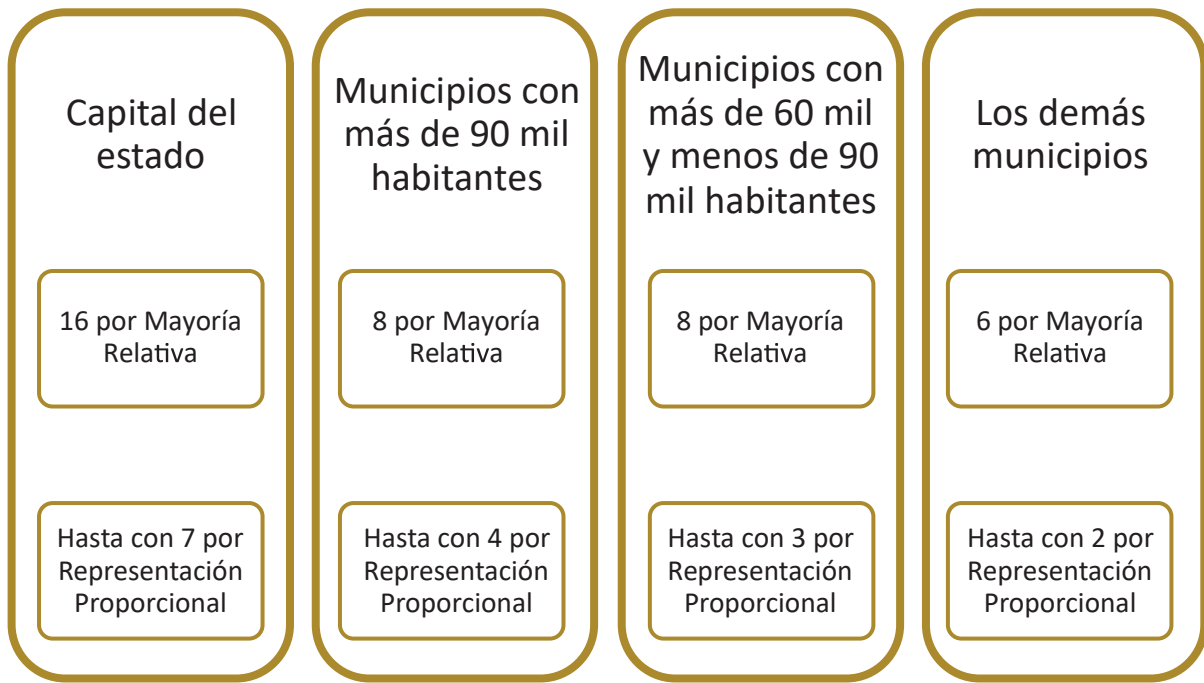 Capital del
estado
16 por Mayoría
Relativa
Hasta con 7 por
Representación
Proporcional
Municipios con
más de 90 mil
habitantes
8 por Mayoría
Relativa
Hasta con 4 por
Representación
Proporcional
Municipios con
más de 60 mil
y menos de 90
mil habitantes
8 por Mayoría
Relativa
Hasta con 3 por
Representación
Proporcional
Los demás
municipios
6 por Mayoría
Relativa
Hasta con 2 por
Representación
Proporcional